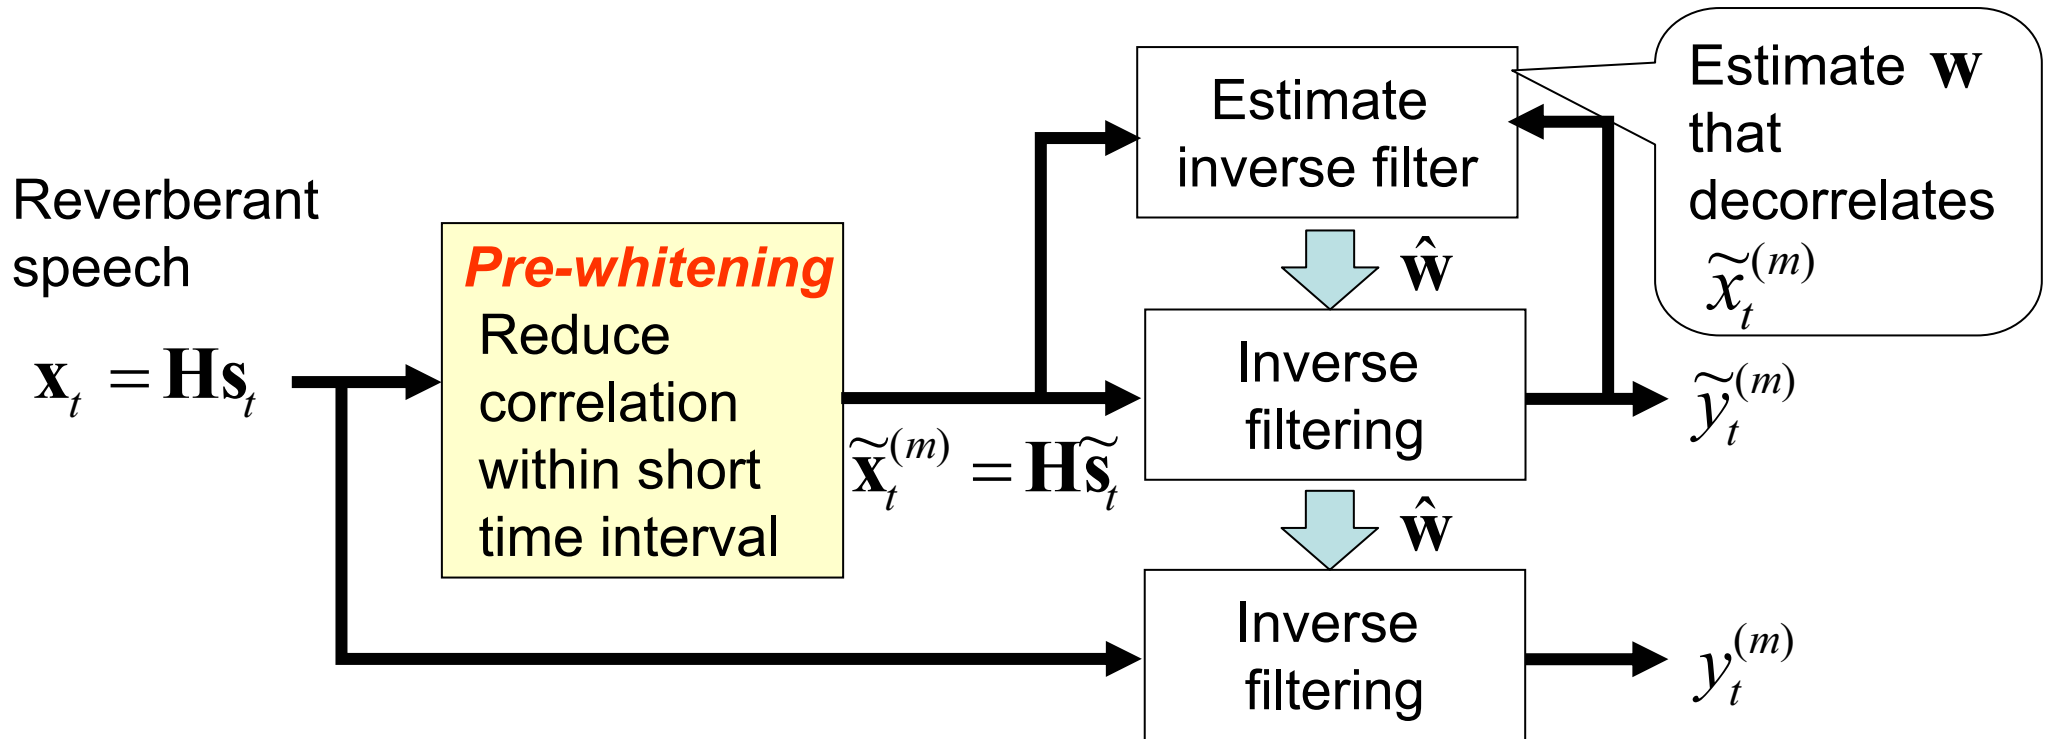 Reverberant
speech
𝐱_t = 𝐇𝐬_t
Pre-whitening
Reduce
correlation
within short
time interval
𝐱̃_t^(m) = 𝐇𝐬̃_t
Estimate
inverse filter
ŵ
Inverse
filtering
ŵ
Inverse
filtering
Estimate 𝐰
that
decorrelates
x̃_t^(m)
ỹ_t^(m)
y_t^(m)